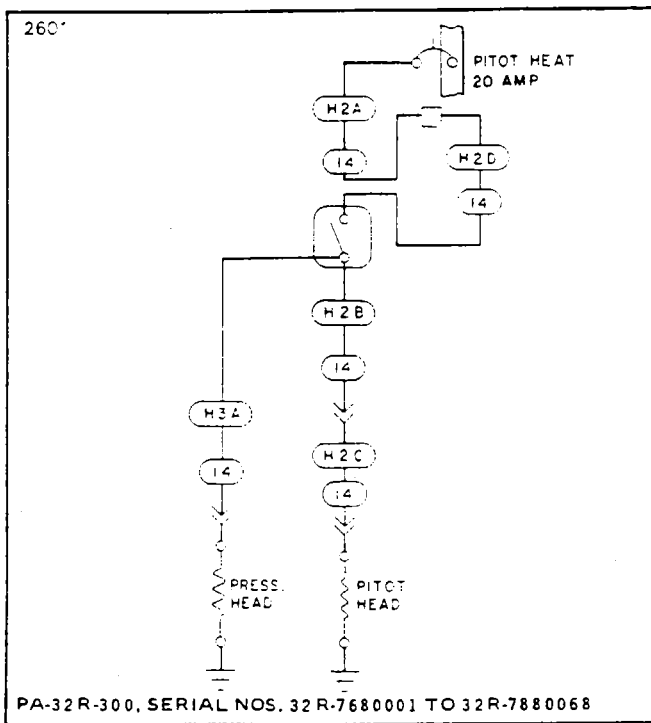 260°
PITOT HEAT
20 AMP
H2A
14
H2D
14
H2B
14
H3A
14
H2C
14
PRESS.
HEAD
PITOT
HEAD
PA-32R-300, SERIAL NOS. 32R-7680001 TO 32R-7880068